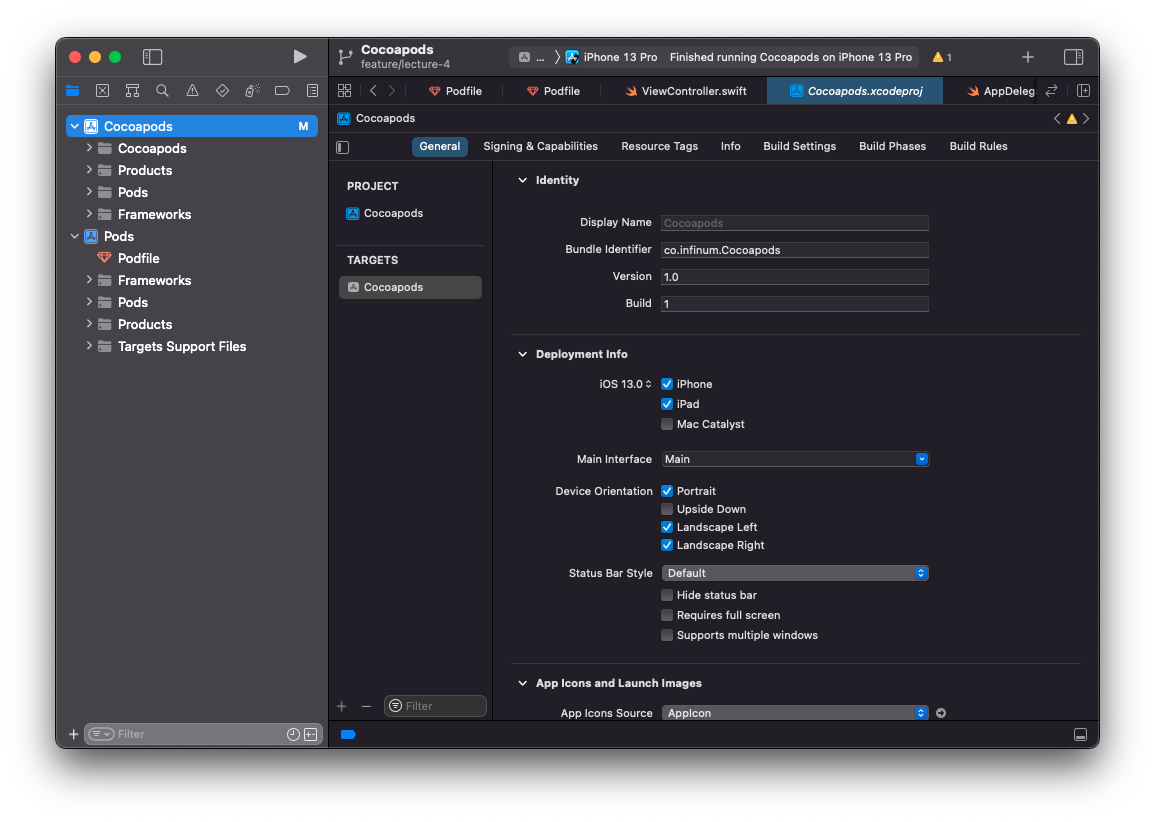 Cocoapods
feature/lecture-4
... iPhone 13 Pro Finished running Cocoapods on iPhone 13 Pro 1
Podfile Podfile ViewController.swift Cocoapods.xcodeproj AppDeleg
Cocoapods M
Cocoapods
Products
Pods
Frameworks
Pods
Podfile
Frameworks
Pods
Products
Targets Support Files
Filter
Cocoapods
General Signing & Capabilities Resource Tags Info Build Settings Build Phases Build Rules
PROJECT
Cocoapods
TARGETS
Cocoapods
Filter
Identity
Display Name Cocoapods
Bundle Identifier co.infinum.Cocoapods
Version 1.0
Build 1
Deployment Info
iOS 13.0 iPhone
iPad
Mac Catalyst
Main Interface Main
Device Orientation Portrait
Upside Down
Landscape Left
Landscape Right
Status Bar Style Default
Hide status bar
Requires full screen
Supports multiple windows
App Icons and Launch Images
App Icons Source AppIcon